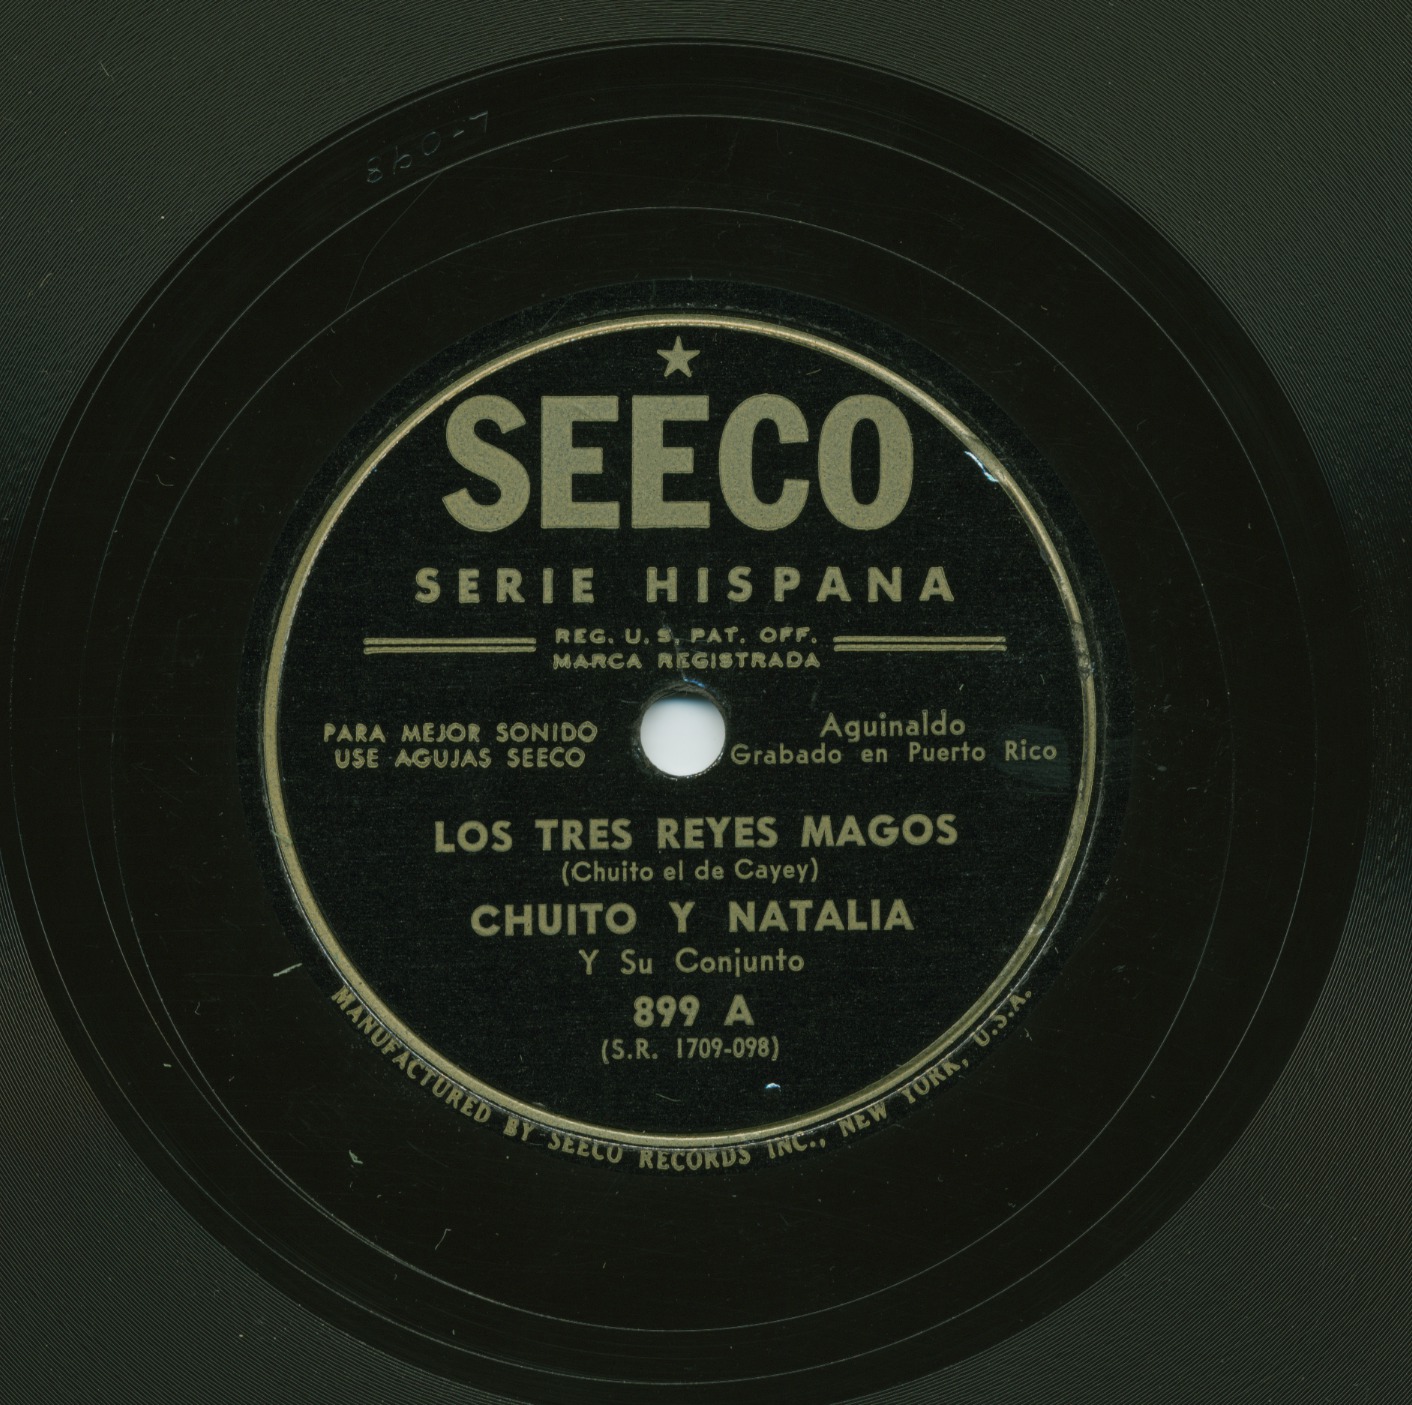 SEECO
SERIE HISPANA
REG. U.S. PAT. OFF.
MARCA REGISTRADA
PARA MEJOR SONIDO
USE AGUJAS SEECO
Aguinaldo
Grabado en Puerto Rico
LOS TRES REYES MAGOS
(Chuito el de Cayey)
CHUITO Y NATALIA
Y Su Conjunto
899 A
(S.R. 1709-098)
MANUFACTURED BY SEECO RECORDS INC., NEW YORK, U.S.A.